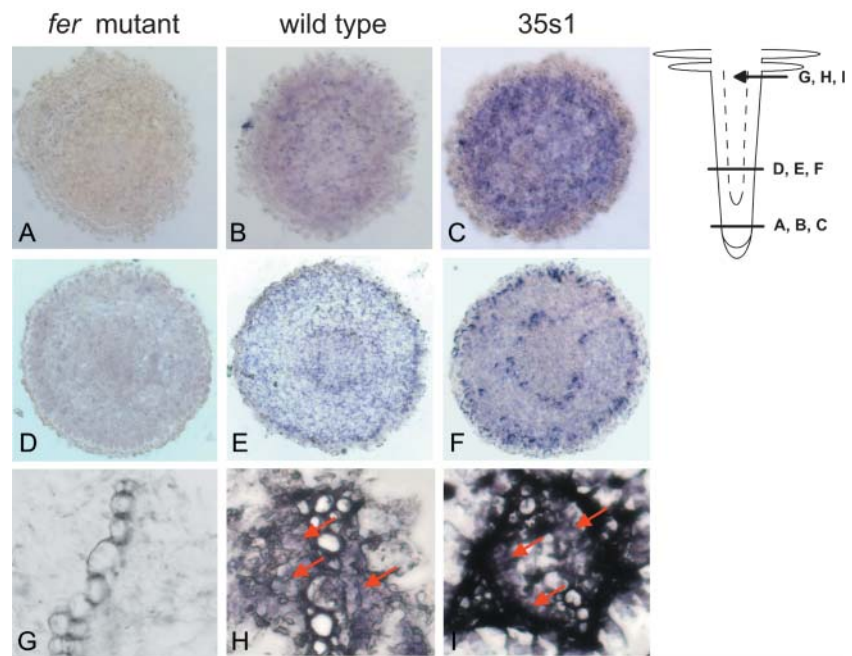 fer mutant wild type 35s1
G, H, I
D, E, F
A, B, C
A B C
D E F
G H I